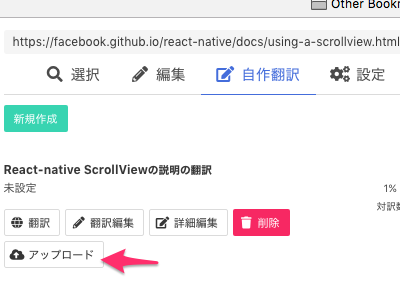 Other Bookm
https://facebook.github.io/react-native/docs/using-a-scrollview.html
選択 編集 自作翻訳 設定
新規作成
React-native ScrollViewの説明の翻訳
未設定 1%
対訳数
翻訳 翻訳編集 詳細編集 削除
アップロード